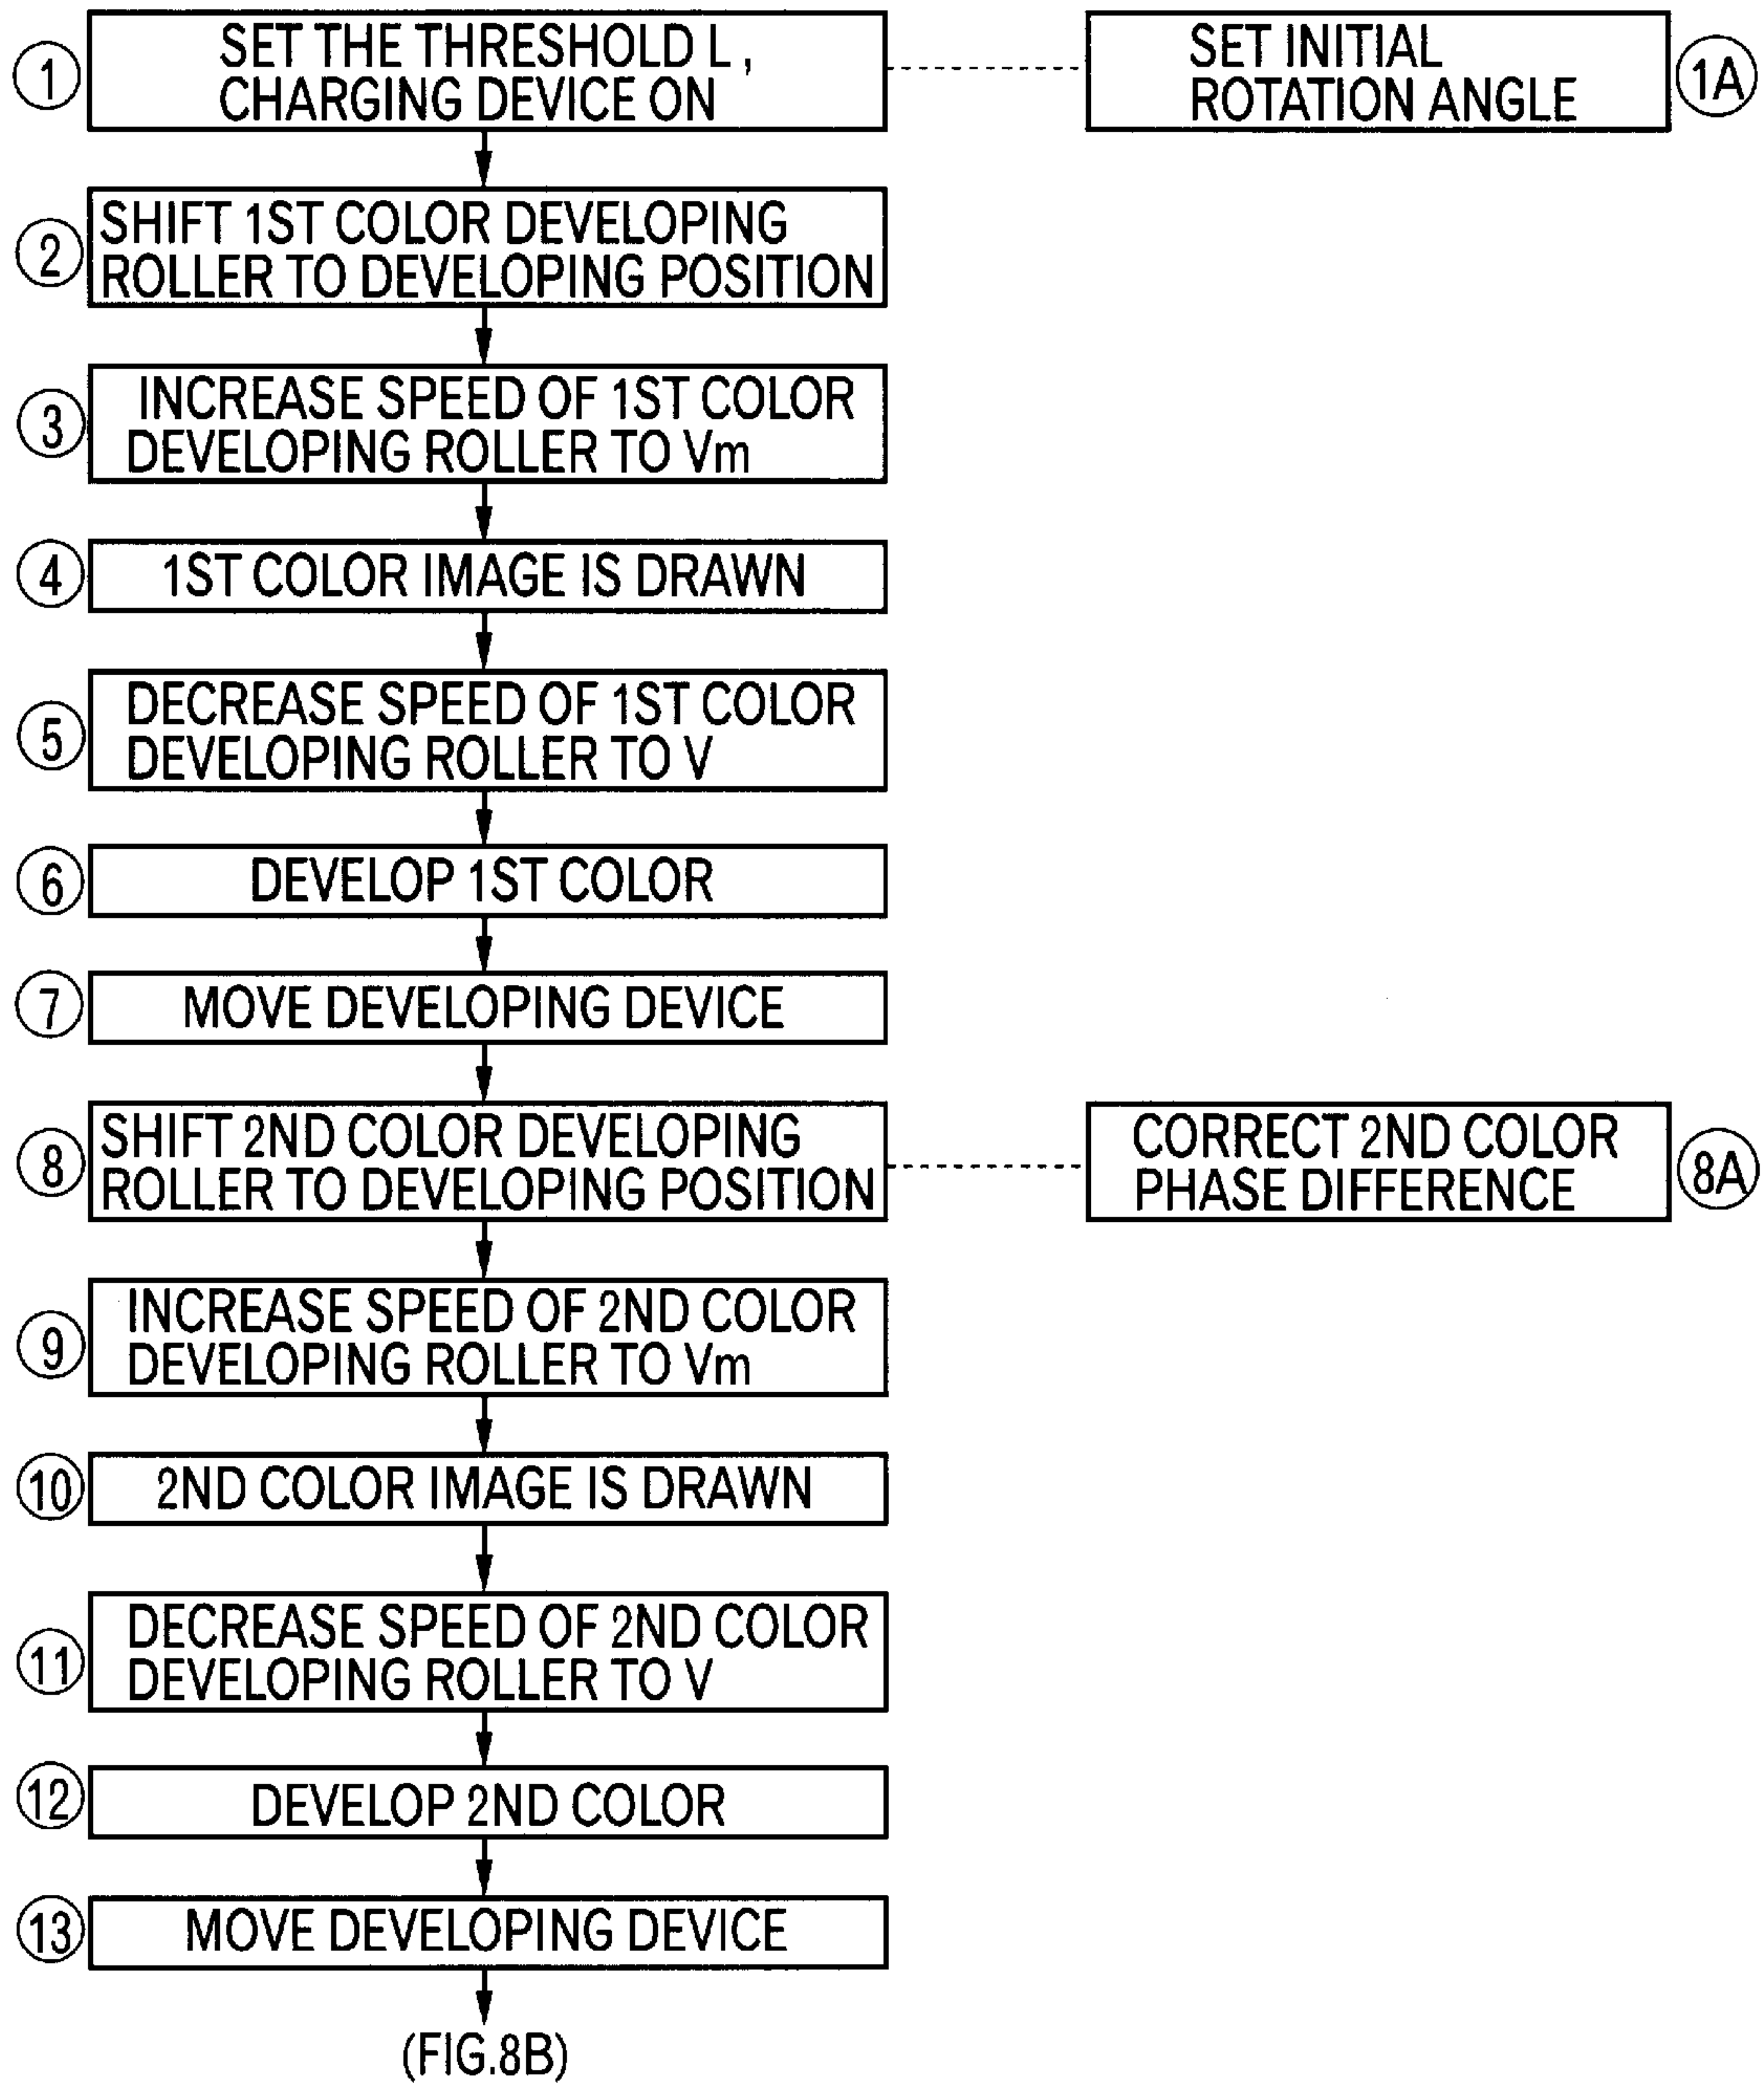 1
SET THE THRESHOLD L,
CHARGING DEVICE ON
SET INITIAL
ROTATION ANGLE
1A
2
SHIFT 1ST COLOR DEVELOPING
ROLLER TO DEVELOPING POSITION
3
INCREASE SPEED OF 1ST COLOR
DEVELOPING ROLLER TO Vm
4
1ST COLOR IMAGE IS DRAWN
5
DECREASE SPEED OF 1ST COLOR
DEVELOPING ROLLER TO V
6
DEVELOP 1ST COLOR
7
MOVE DEVELOPING DEVICE
8
SHIFT 2ND COLOR DEVELOPING
ROLLER TO DEVELOPING POSITION
CORRECT 2ND COLOR
PHASE DIFFERENCE
8A
9
INCREASE SPEED OF 2ND COLOR
DEVELOPING ROLLER TO Vm
10
2ND COLOR IMAGE IS DRAWN
11
DECREASE SPEED OF 2ND COLOR
DEVELOPING ROLLER TO V
12
DEVELOP 2ND COLOR
13
MOVE DEVELOPING DEVICE
(FIG.8B)